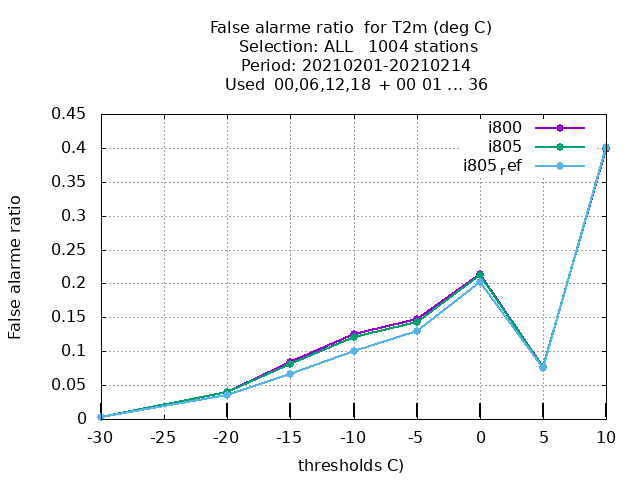 False alarme ratio  for T2m (deg C)
Selection: ALL   1004 stations
Period: 20210201-20210214
Used  00,06,12,18  + 00 01 ... 36
0.45
0.4
0.35
0.3
0.25
0.2
0.15
0.1
0.05
0
False alarme ratio
i800
i805
i805ref
-30 -25 -20 -15 -10 -5 0 5 10
thresholds C)